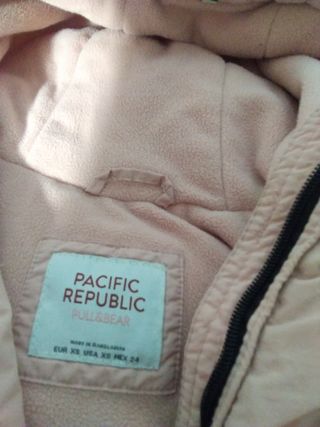 PACIFIC
REPUBLIC
PULL&BEAR
MADE IN BANGLADESH
EUR XS USA XS MEX 24